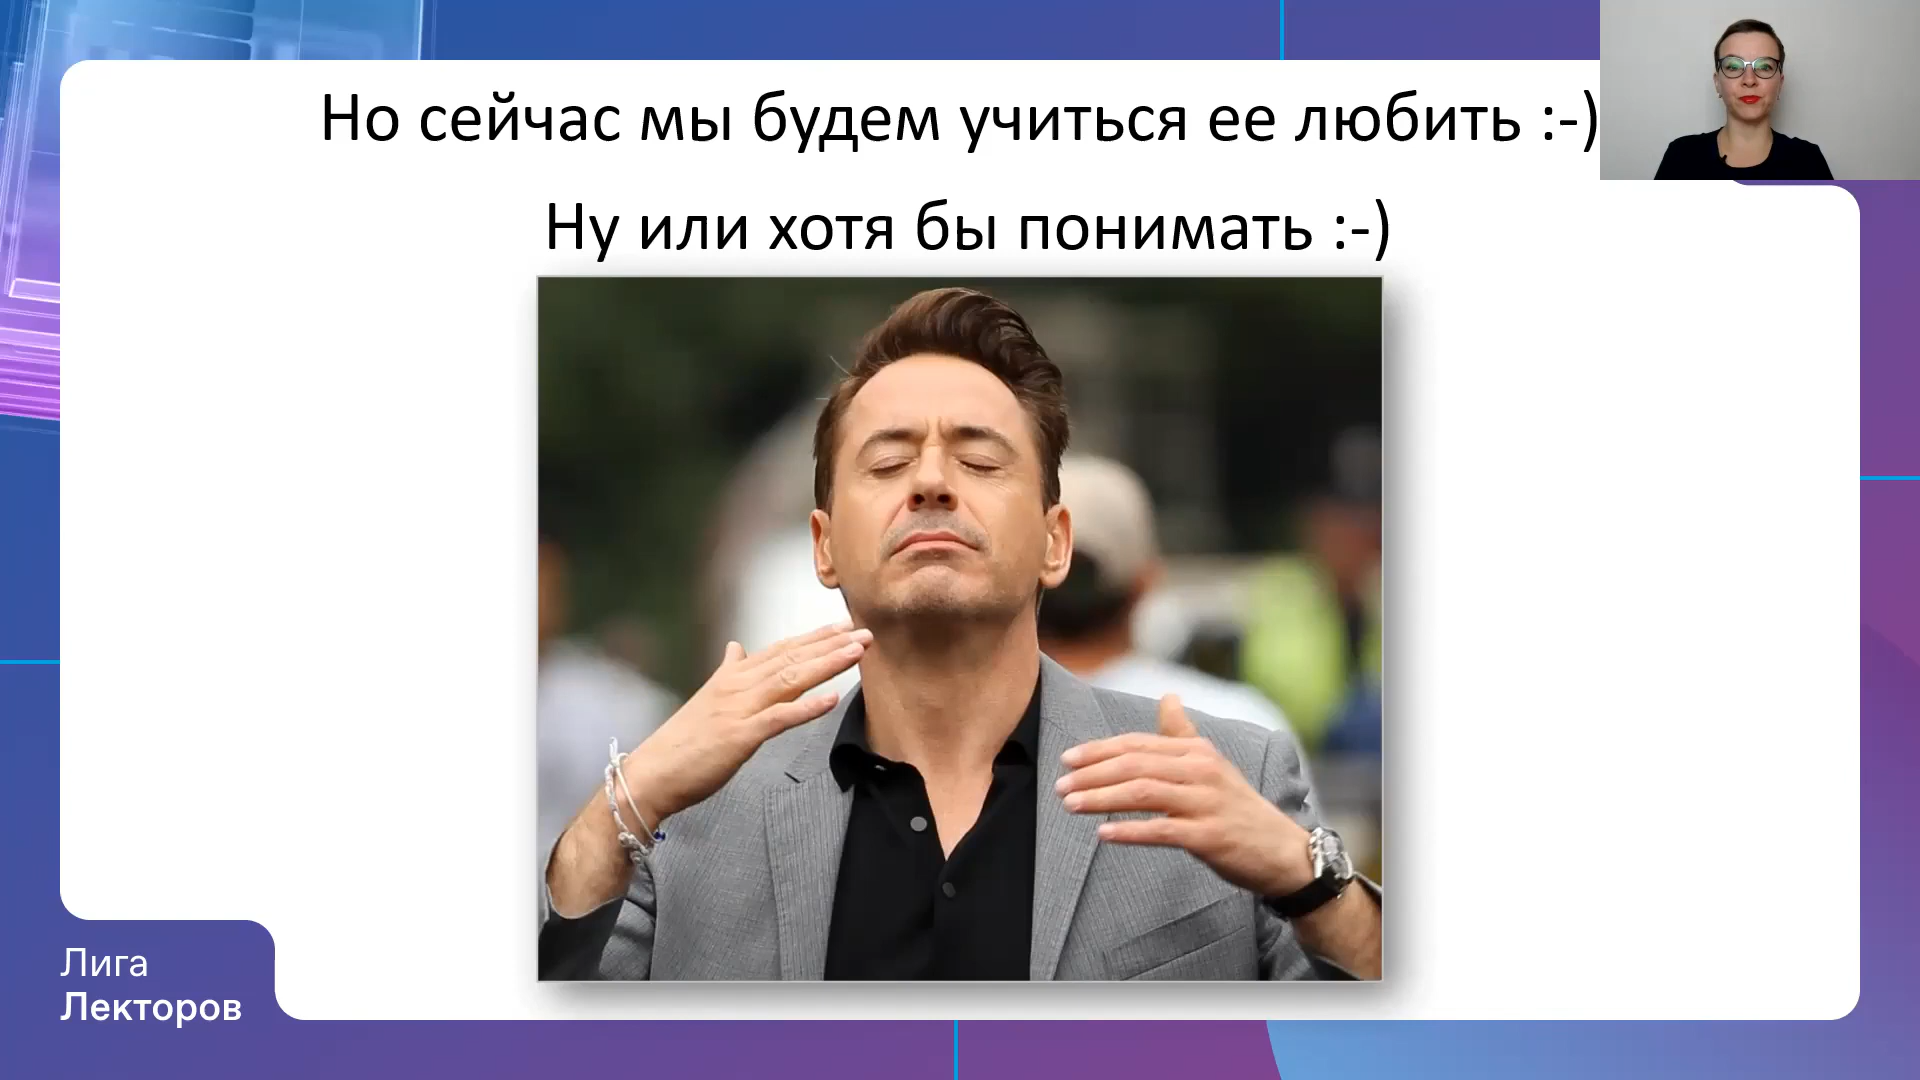 Но сейчас мы будем учиться ее любить :-)
Ну или хотя бы понимать :-)
Лига
Лекторов